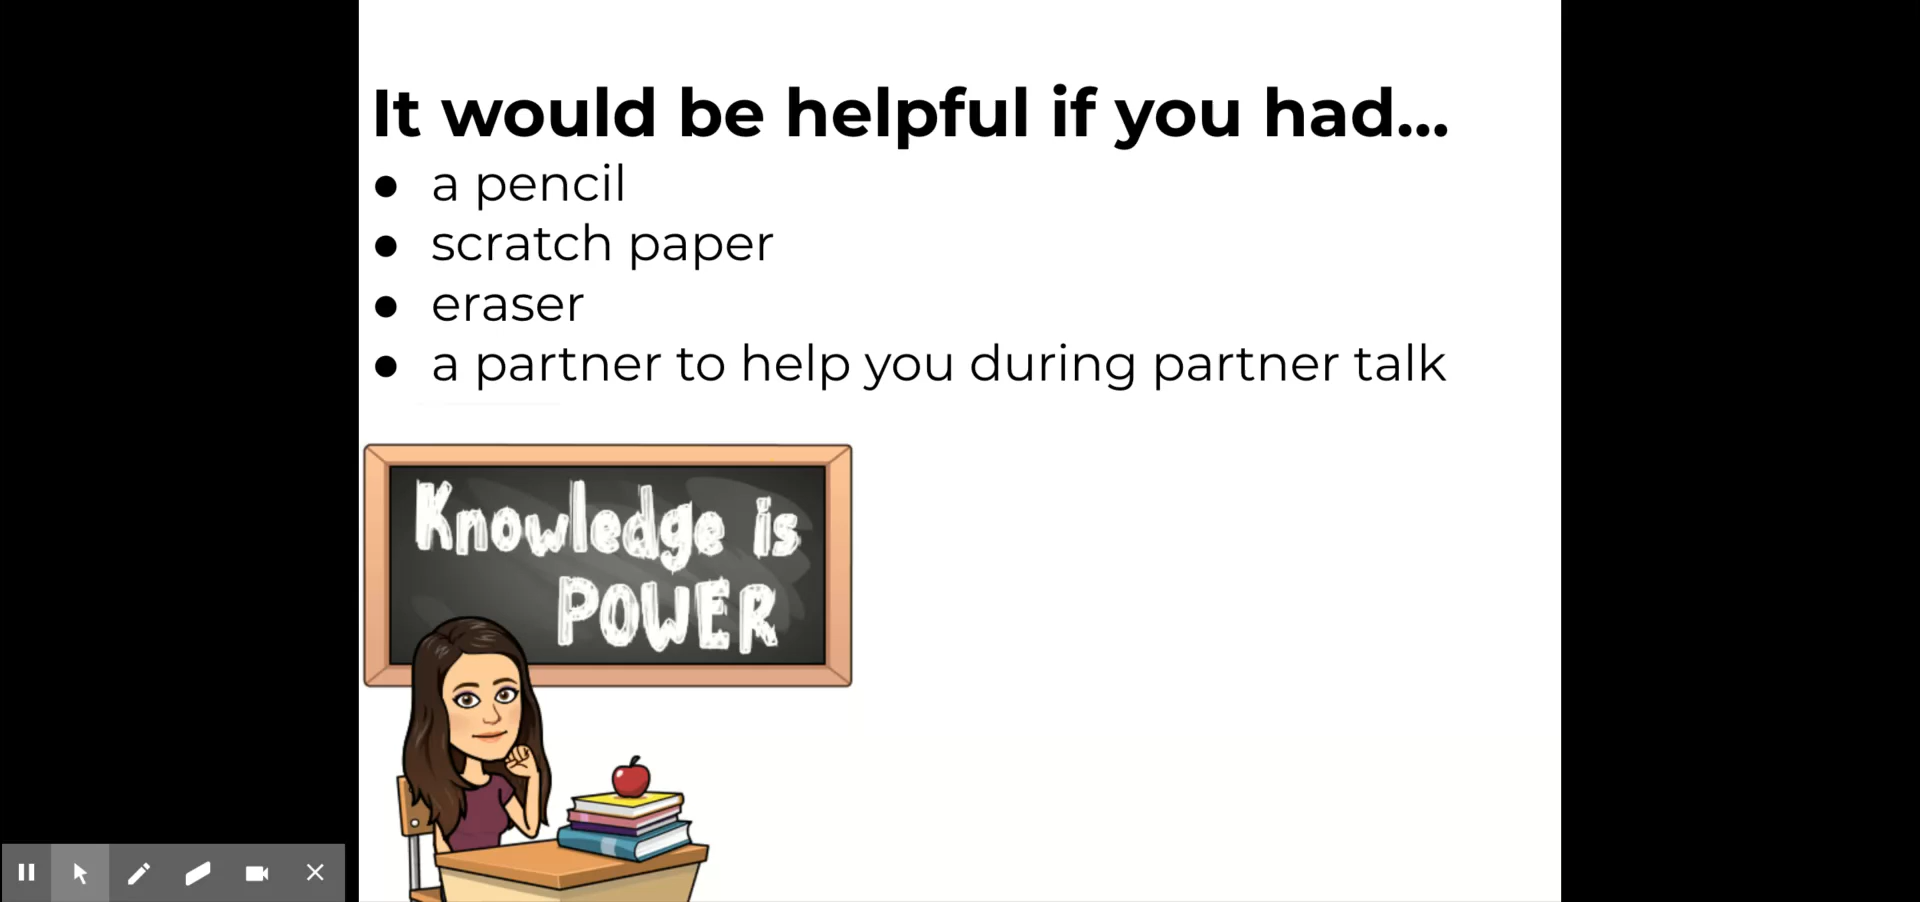 It would be helpful if you had...
● a pencil
● scratch paper
● eraser
● a partner to help you during partner talk
Knowledge is
POWER